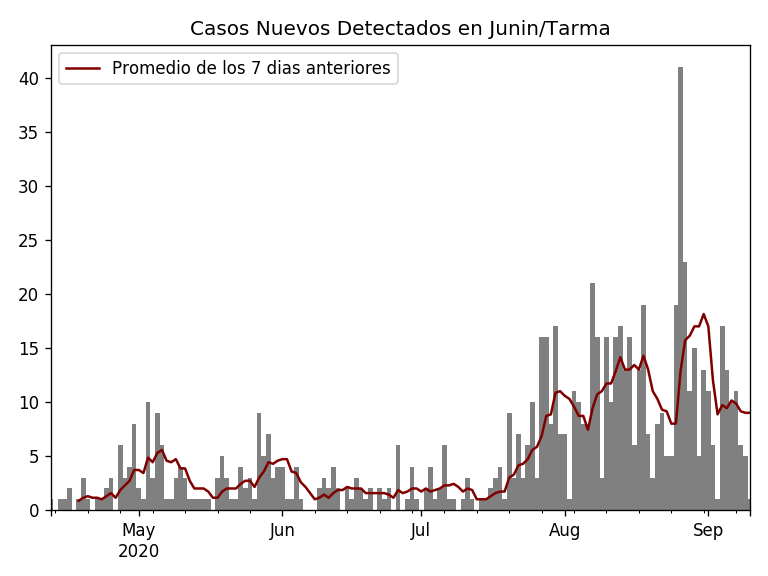 Casos Nuevos Detectados en Junin/Tarma
Promedio de los 7 dias anteriores
40
35
30
25
20
15
10
5
0
May
2020
Jun
Jul
Aug
Sep